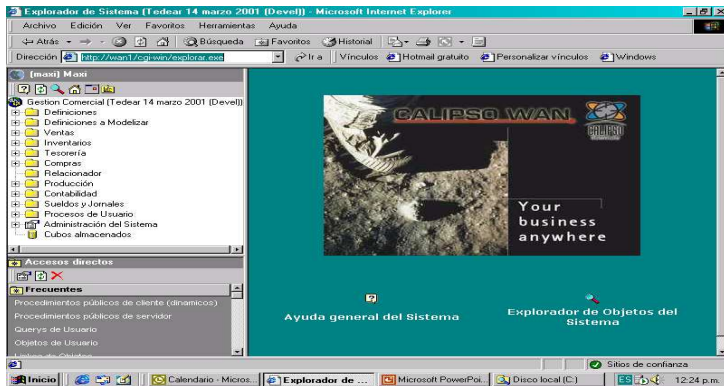 Explorador de Sistema (Tedear 14 marzo 2001 (Devel)) - Microsoft Internet Explorer
Archivo Edición Ver Favoritos Herramientas Ayuda
Atrás Búsqueda Favoritos Historial
Dirección http://wan1/cgi-win/explorar.exe Ir a Vínculos Hotmail gratuito Personalizar vínculos Windows
(maxi) Maxi
Gestion Comercial (Tedear 14 marzo 2001 (Devel))
Definiciones
Definiciones a Modelizar
Ventas
Inventarios
Tesorería
Compras
Relacionador
Producción
Contabilidad
Sueldos y Jornales
Procesos de Usuario
Administración del Sistema
Cubos almacenados
Accesos directos
Frecuentes
Procedimientos públicos de cliente (dinamicos)
Procedimientos públicos de servidor
Querys de Usuario
Objetos de Usuario
CALIPSO WAN
CALIPSO
Your
business
anywhere
Ayuda general del Sistema
Explorador de Objetos del
Sistema
Sitios de confianza
Inicio Calendario - Micros... Explorador de ... Microsoft PowerPoi... Disco local (C:) ES 12:24 p.m.